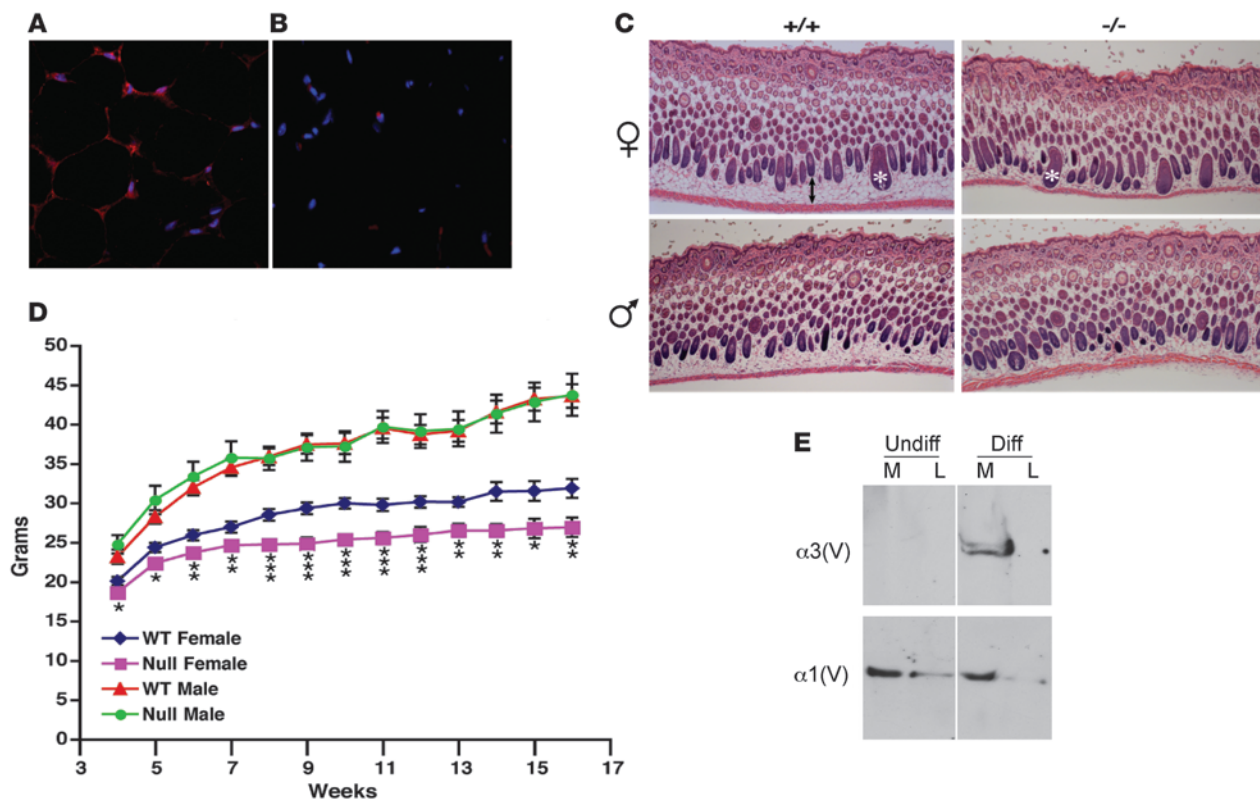 A
B
C
+/+
-/-
♀
*
*
♂
D
50
45
40
35
30
25
20
15
10
5
0
Grams
* * ** ** *** *** *** *** *** ** ** * **
WT Female
Null Female
WT Male
Null Male
3 5 7 9 11 13 15 17
Weeks
E
Undiff Diff
M L M L
α3(V)
α1(V)